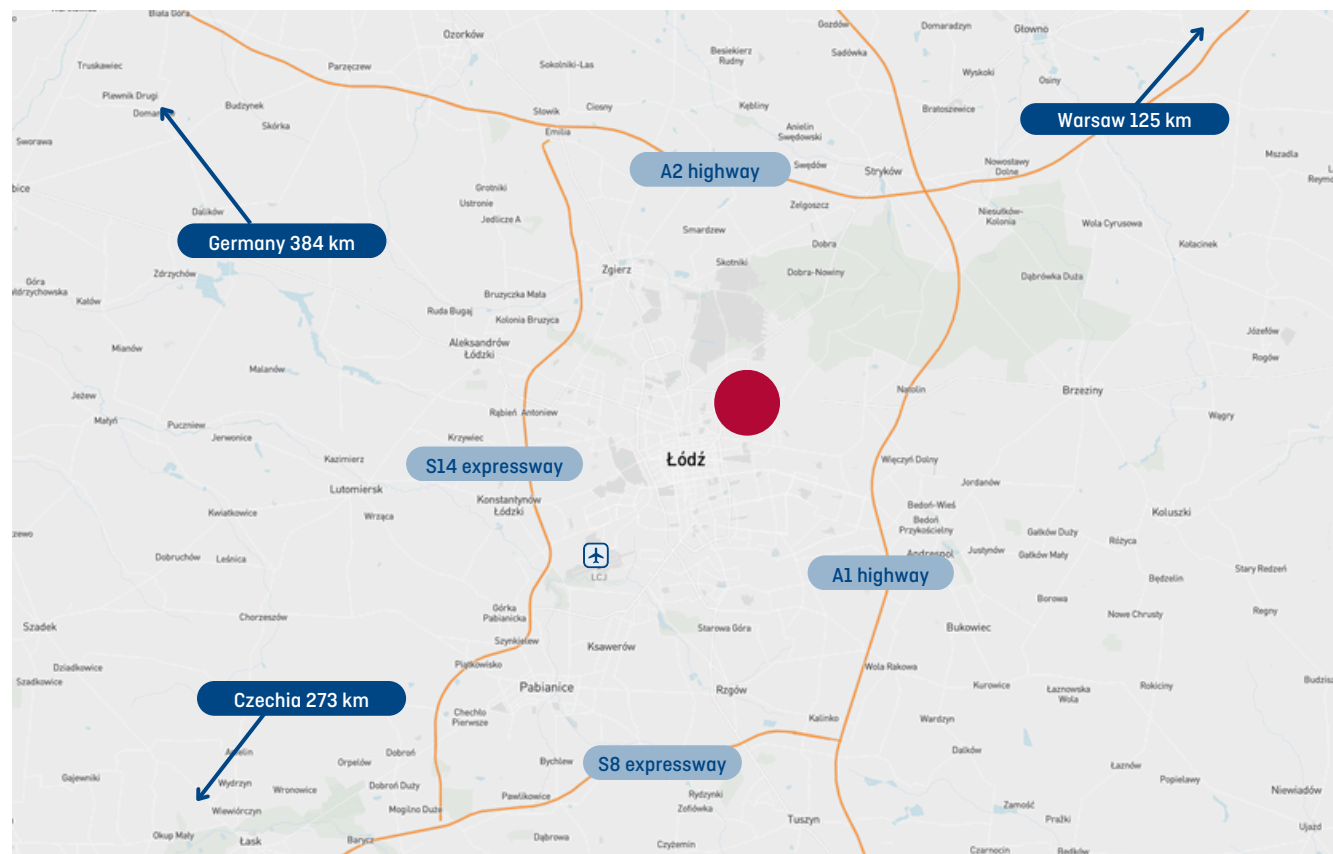 Biała Góra
Gozdów
Domaradzyn
Głowno
Ozorków
Sadówka
Besiekierz
Rudny
Truskawiec
Parzęczew
Sokolniki-Las
Wyskoki
Osiny
Plewnik Drugi
Budzynek
Słowik
Ciosny
Kębliny
Bratoszewice
Warsaw 125 km
Skórka
Emilia
Anielin
Swędowski
Sworawa
Mszadla
A2 highway
Swędów
Stryków
Nowostawy
Dolne
Grotniki
Ustronie
Jedlicze A
Zelgoszcz
Dalików
Niesułków-
Kolonia
Wola Cyrusowa
Smardzew
Germany 384 km
Dobra
Kołacinek
Skotniki
Zgierz
Dobra-Nowiny
Dąbrówka Duża
Zdrzychów
Góra
Kałów
Bruzyczka Mała
Ruda Bugaj
Kolonia Bruzyca
Józefów
Mianów
Aleksandrów
Łódzki
Rogów
Malanów
Natolin
Brzeziny
Jeżew
Rąbień
Antoniew
Małyń
Puczniew
Wągry
Jerwonice
Krzywiec
Kazimierz
S14 expressway
Łódź
Więczyń Dolny
Lutomiersk
Jordanów
Konstantynów
Łódzki
Kwiatkowice
Wrząca
Bedoń-Wieś
Koluszki
Bedoń
Przykościelny
Gałków Duży
Różyca
Dobruchów
Leśnica
Andrespol
Justynów
Gałków Mały
LCJ
A1 highway
Będzelin
Stary Redzeń
Borowa
Górka
Pabianicka
Chorzeszów
Nowe Chrusty
Regny
Szadek
Starowa Góra
Bukowiec
Szynkielew
Ksawerów
Dziadkowice
Piątkowisko
Wola Rakowa
Szadkowice
Pabianice
Rzgów
Kurowice
Łaznowska
Wola
Rokiciny
Czechia 273 km
Chechło
Pierwsze
Kalinko
Wardzyn
Dobroń
Dalków
Orpelów
Bychlew
S8 expressway
Łaznów
Gajewniki
Wydrzyn
Wronowice
Dobroń Duży
Popielawy
Pawlikowice
Rydzynki
Zofiówka
Niewiadów
Wiewiórczyn
Mogilno Duże
Zamość
Tuszyn
Prażki
Ujazd
Okup Mały
Łask
Barycz
Dąbrowa
Czyżemin
Czarnocin
Będków